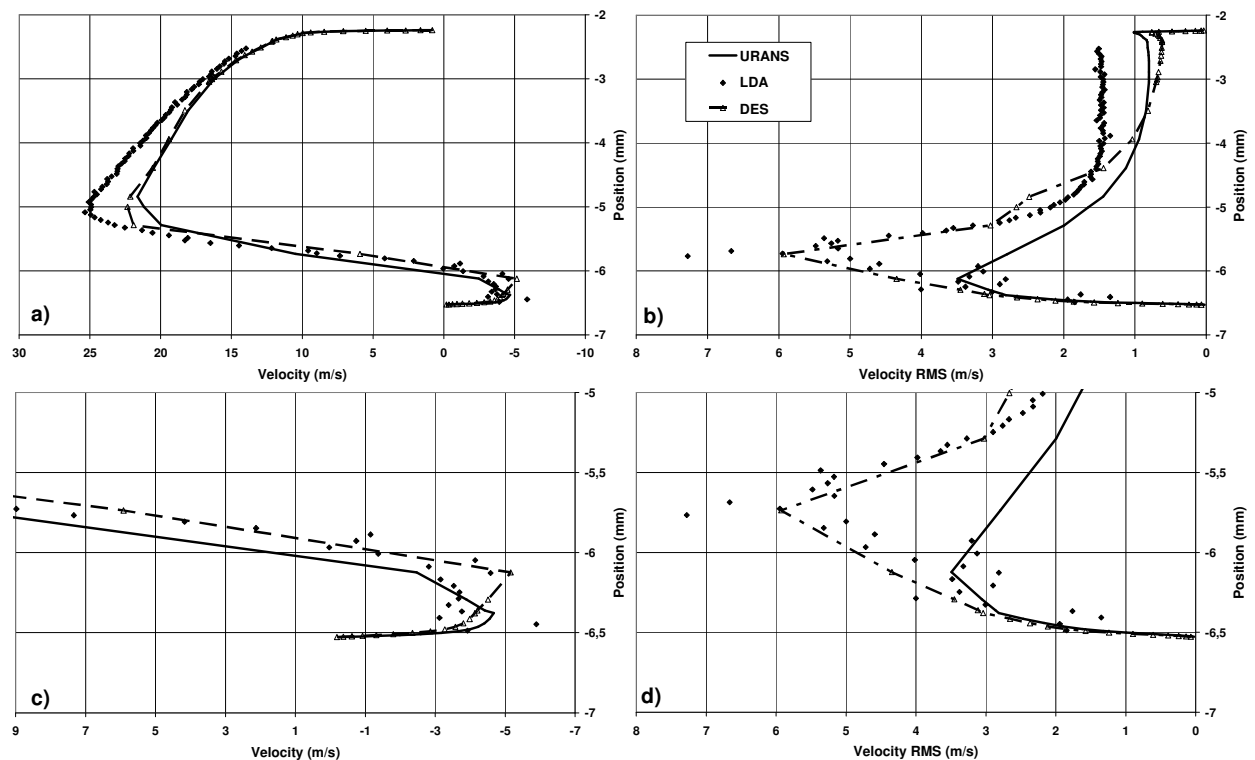 -2
-3
-4
-5
-6
-7
Position (mm)
a)
30 25 20 15 10 5 0 -5 -10
Velocity (m/s)
URANS
LDA
DES
-2
-3
-4
-5
-6
-7
Position (mm)
b)
8 7 6 5 4 3 2 1 0
Velocity RMS (m/s)
-5
-5,5
-6
-6,5
-7
Position (mm)
c)
9 7 5 3 1 -1 -3 -5 -7
Velocity (m/s)
-5
-5,5
-6
-6,5
-7
Position (mm)
d)
8 7 6 5 4 3 2 1 0
Velocity RMS (m/s)